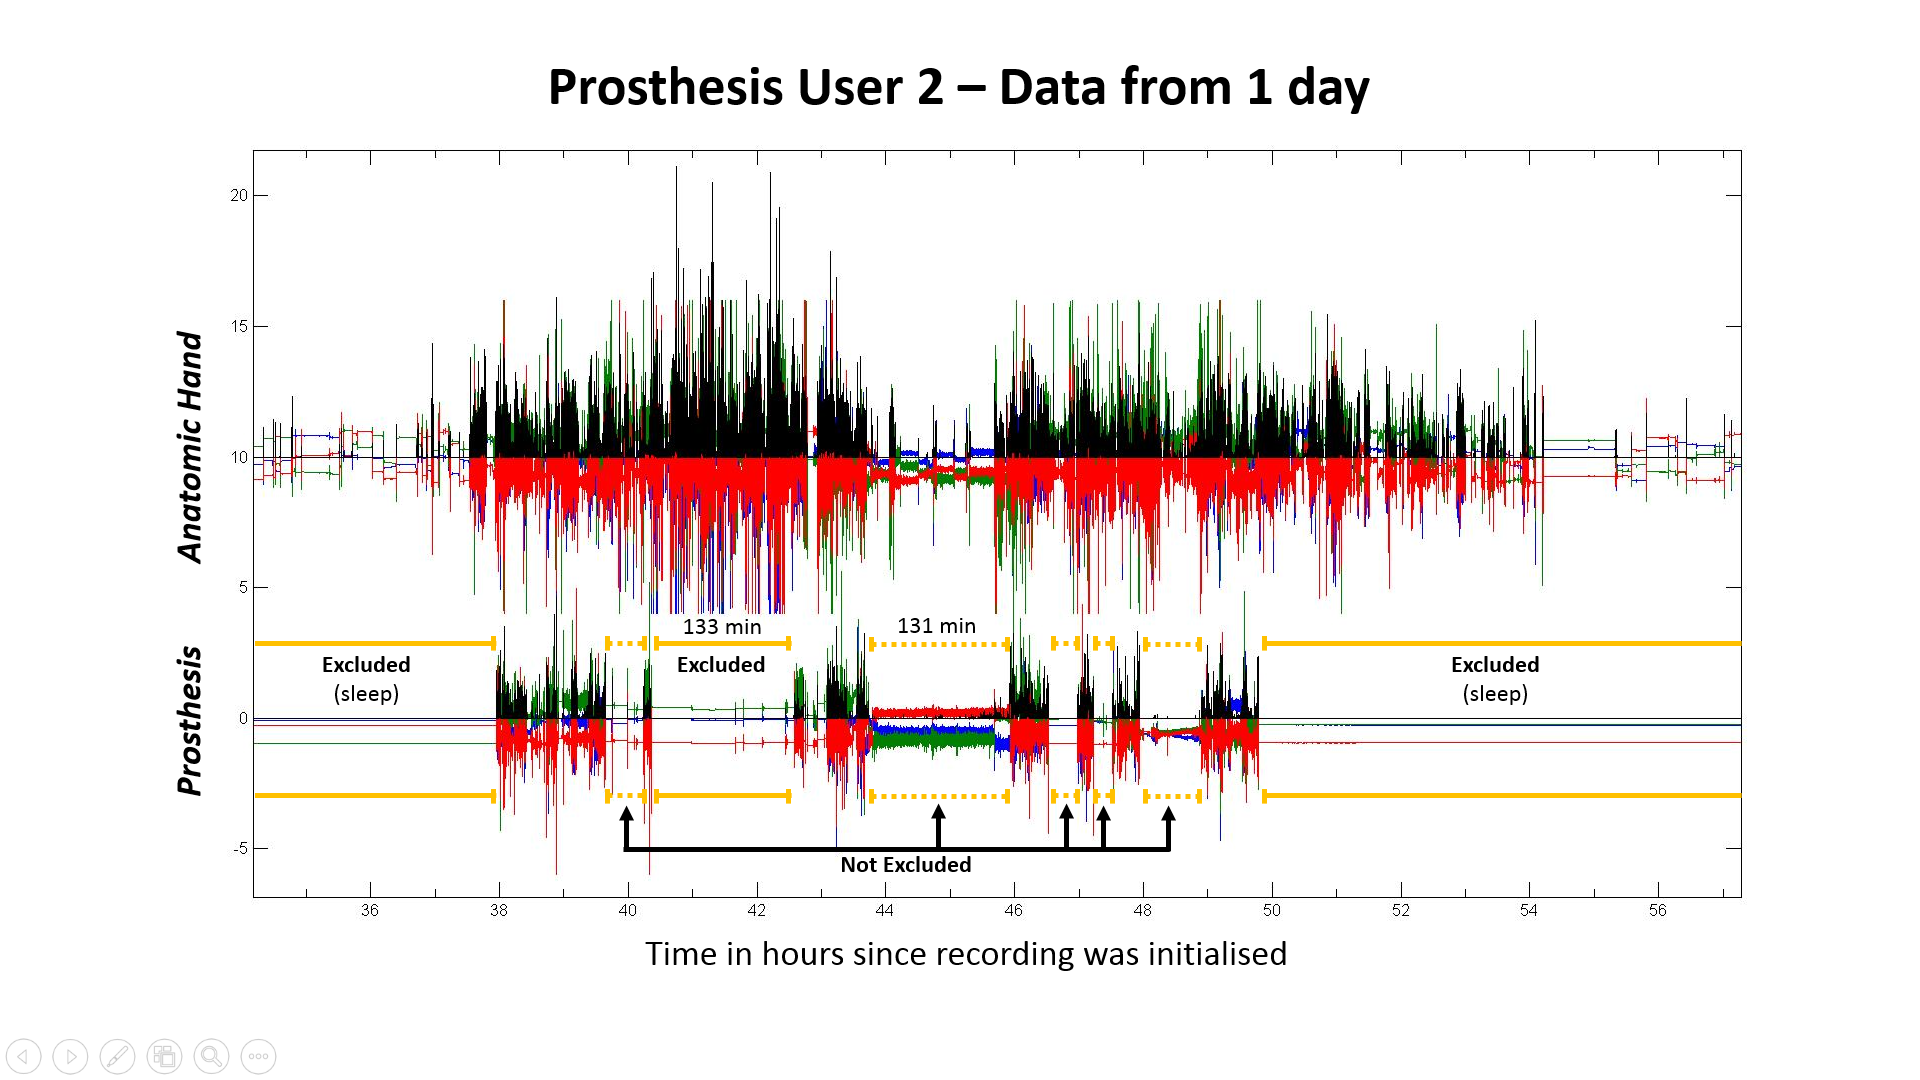 Prosthesis User 2 – Data from 1 day
20
15
10
5
0
-5
Anatomic Hand
Prosthesis
133 min
131 min
Excluded
(sleep)
Excluded
Excluded
(sleep)
Not Excluded
36 38 40 42 44 46 48 50 52 54 56
Time in hours since recording was initialised